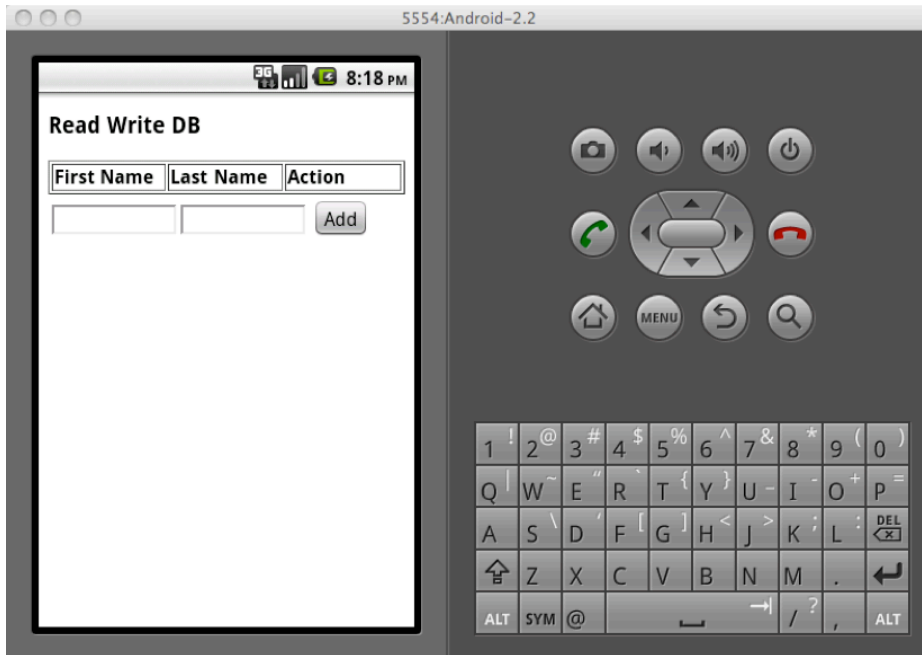 5554:Android-2.2
3G 8:18 PM
Read Write DB
First Name Last Name Action
Add
MENU
1 ! 2 @ 3 # 4 $ 5 % 6 ^ 7 & 8 * 9 ( 0 )
Q | W ~ E " R ` T { Y } U _ I - O + P =
A S \ D ' F [ G ] H < J > K ; L : DEL
Z X C V B N M .
ALT SYM @ / ? , ALT